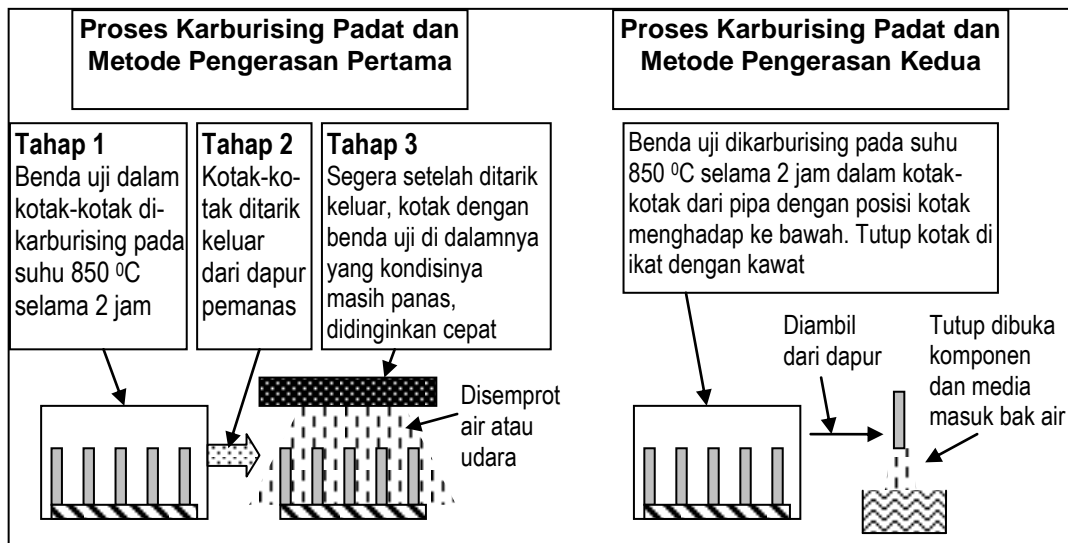 Proses Karburising Padat dan
Metode Pengerasan Pertama
Tahap 1
Benda uji dalam
kotak-kotak di-
karburising pada
suhu 850 ⁰C
selama 2 jam
Tahap 2
Kotak-ko-
tak ditarik
keluar
dari dapur
pemanas
Tahap 3
Segera setelah ditarik
keluar, kotak dengan
benda uji di dalamnya
yang kondisinya
masih panas,
didinginkan cepat
Disemprot
air atau
udara
Proses Karburising Padat dan
Metode Pengerasan Kedua
Benda uji dikarburising pada suhu
850 ⁰C selama 2 jam dalam kotak-
kotak dari pipa dengan posisi kotak
menghadap ke bawah. Tutup kotak di
ikat dengan kawat
Diambil
dari dapur
Tutup dibuka
komponen
dan media
masuk bak air